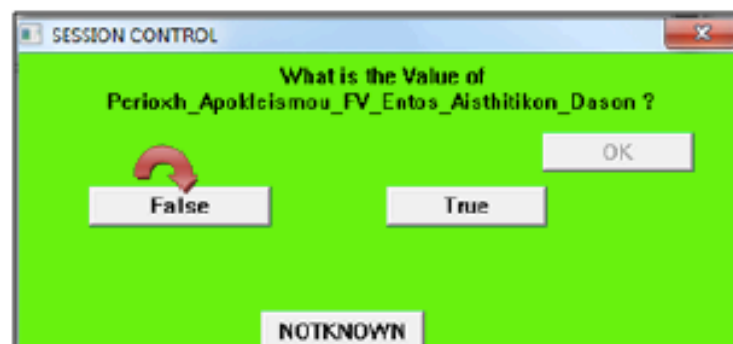 SESSION CONTROL
What is the Value of
Perioxh_Apokleismou_FV_Entos_Aisthitikon_Dason ?
OK
False
True
NOTKNOWN